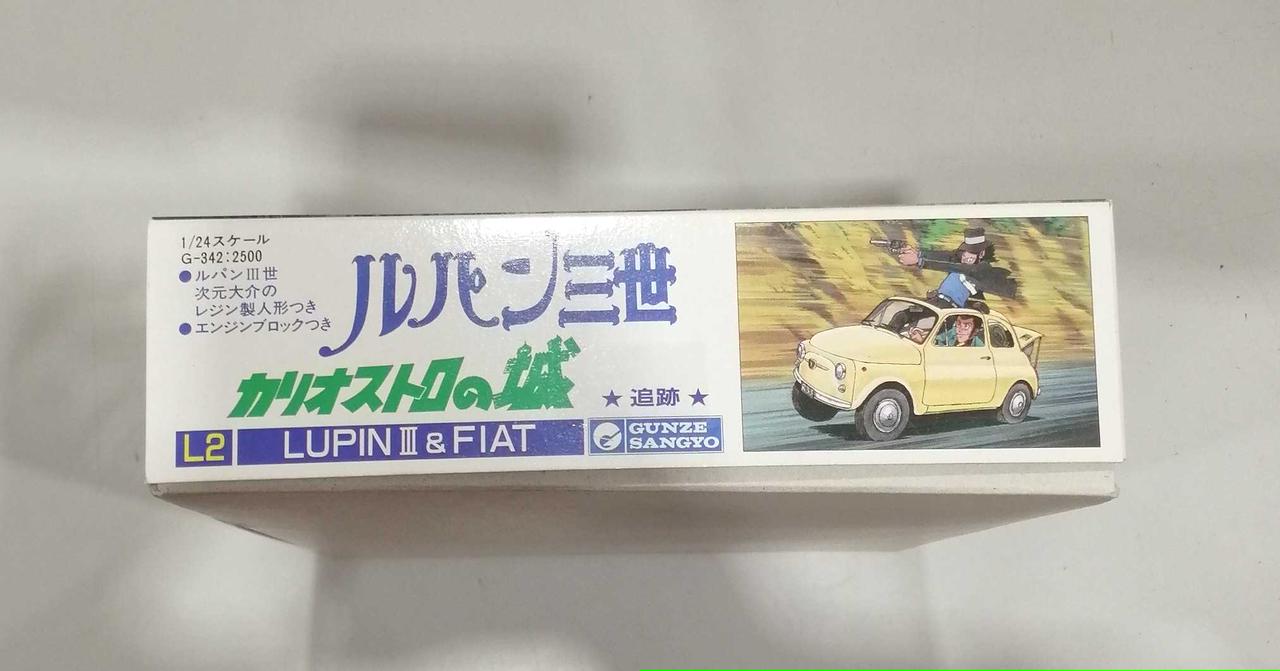 1/24スケール
G-342:2500
●ルパンⅢ世
次元大介の
レジン製人形つき
●エンジンブロックつき
ルパン三世
カリオストロの城
★ 追跡 ★
L2
LUPIN Ⅲ & FIAT
GUNZE
SANGYO